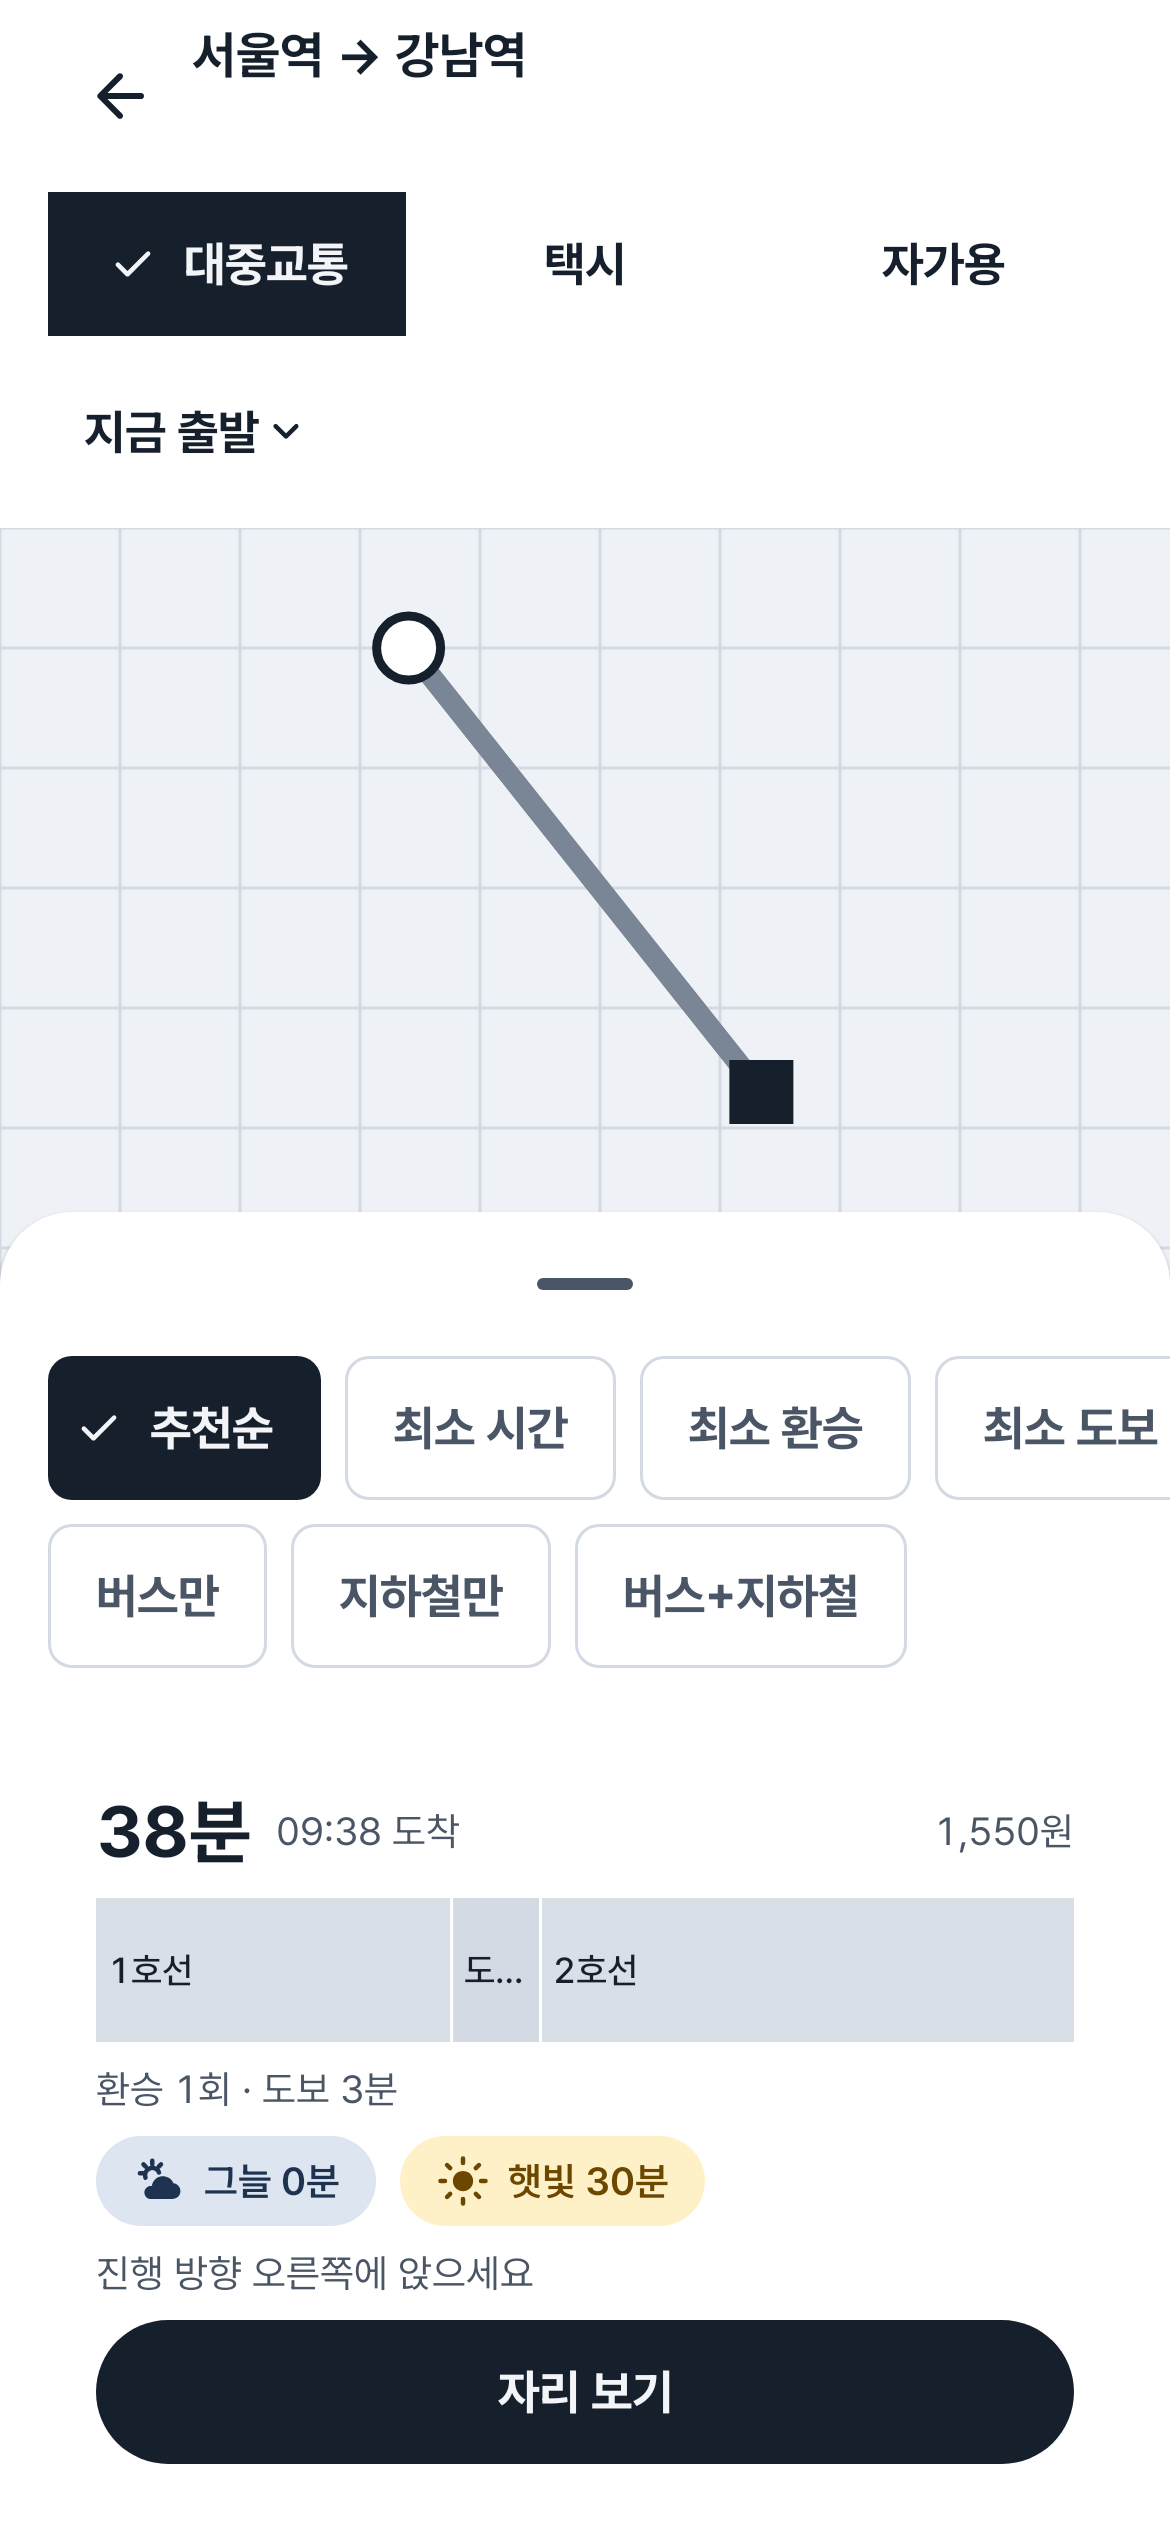 서울역 → 강남역
대중교통 택시 자가용
지금 출발
추천순 최소 시간 최소 환승 최소 도보
버스만 지하철만 버스+지하철
38분 09:38 도착 1,550원
1호선 도... 2호선
환승 1회 · 도보 3분
그늘 0분 햇빛 30분
진행 방향 오른쪽에 앉으세요
자리 보기